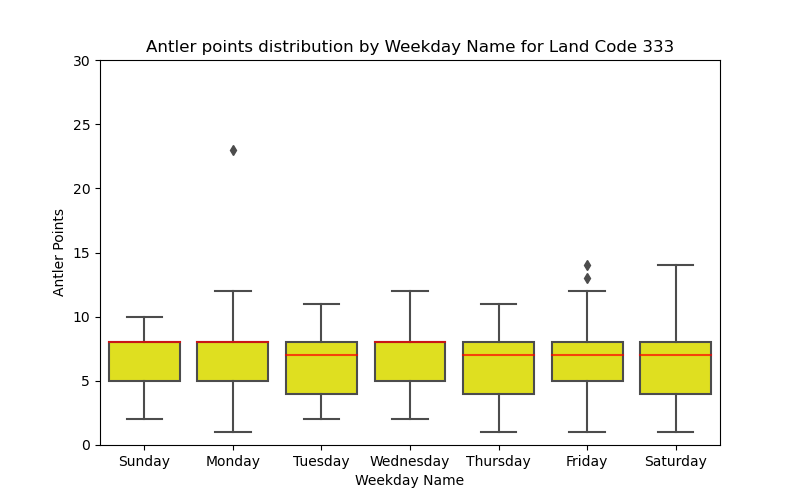 Antler points distribution by Weekday Name for Land Code 333
30
25
20
15
10
5
0
Antler Points
Sunday Monday Tuesday Wednesday Thursday Friday Saturday
Weekday Name